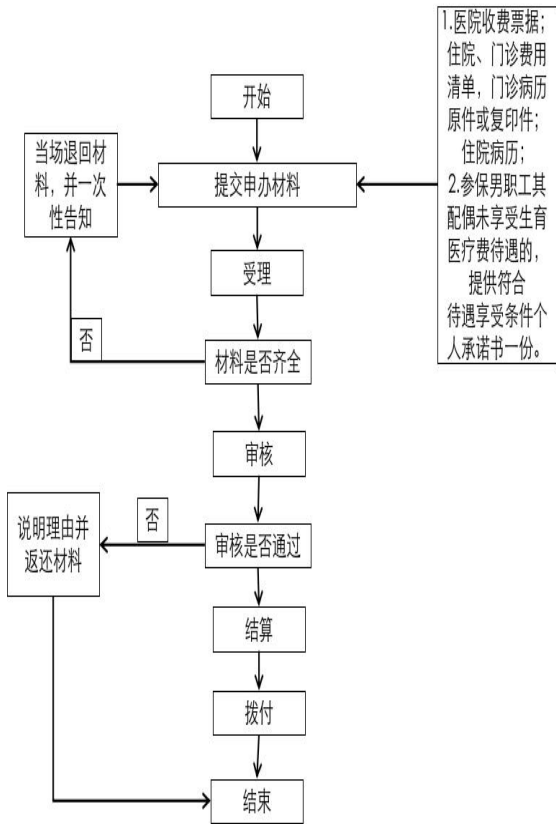 开始
提交申办材料
1.医院收费票据；
住院、门诊费用
清单，门诊病历
原件或复印件；
住院病历；
2.参保男职工其
配偶未享受生育
医疗费待遇的，
提供符合
待遇享受条件个
人承诺书一份。
当场退回材
料，并一次
性告知
受理
否
材料是否齐全
审核
否
审核是否通过
说明理由并
返还材料
结算
拨付
结束